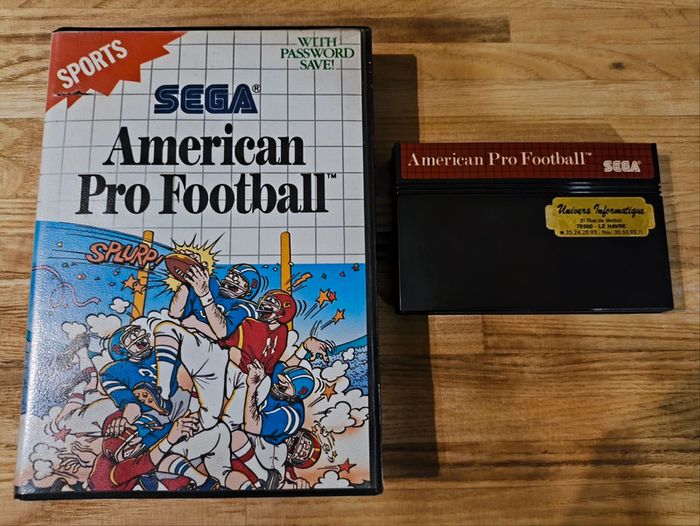 SPORTS
WITH
PASSWORD
SAVE!
SEGA®
American
Pro Football™
SPLURP!
American Pro Football™ SEGA
Univers Informatique
21 Rue de Verdun
76600 - LE HAVRE